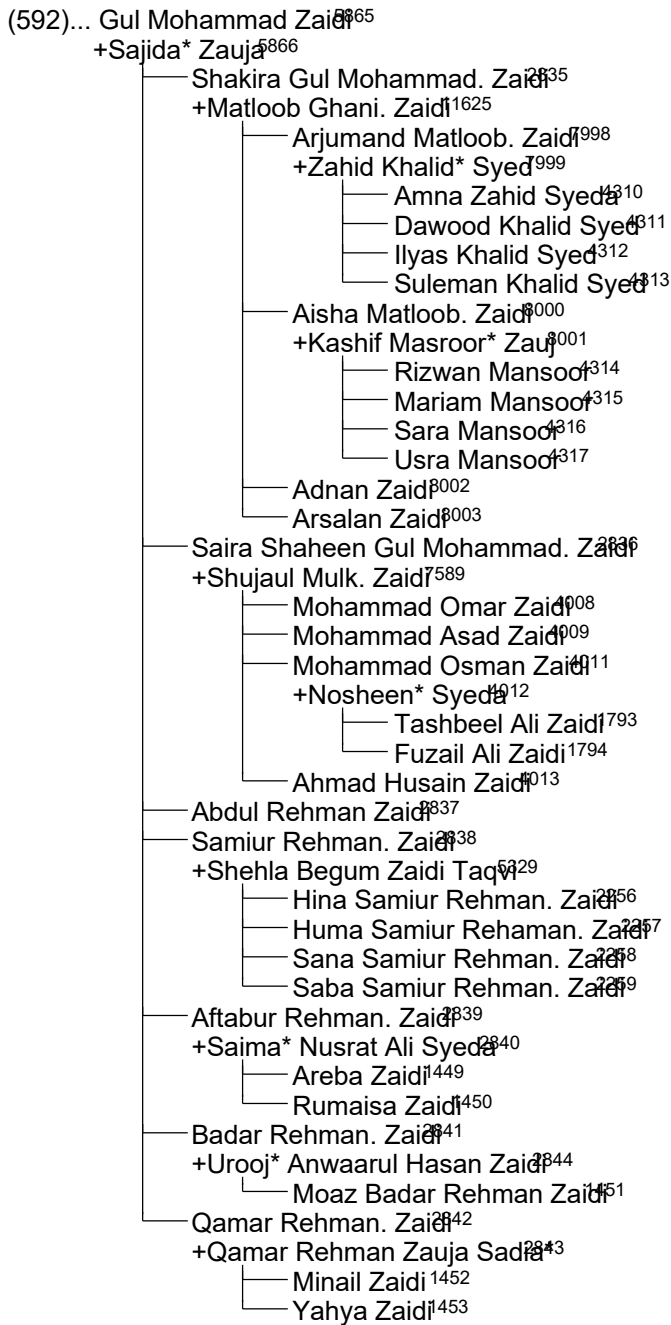 (592)... Gul Mohammad Zaidi5865
+Sajida* Zauja5866
Shakira Gul Mohammad. Zaidi2835
+Matloob Ghani. Zaidi11625
Arjumand Matloob. Zaidi7998
+Zahid Khalid* Syed7999
Amna Zahid Syeda4310
Dawood Khalid Syed4311
Ilyas Khalid Syed4312
Suleman Khalid Syed4313
Aisha Matloob. Zaidi8000
+Kashif Masroor* Zauj8001
Rizwan Mansoor4314
Mariam Mansoor4315
Sara Mansoor4316
Usra Mansoor4317
Adnan Zaidi8002
Arsalan Zaidi8003
Saira Shaheen Gul Mohammad. Zaidi2836
+Shujaul Mulk. Zaidi7589
Mohammad Omar Zaidi4008
Mohammad Asad Zaidi4009
Mohammad Osman Zaidi4011
+Nosheen* Syeda4012
Tashbeel Ali Zaidi1793
Fuzail Ali Zaidi1794
Ahmad Husain Zaidi4013
Abdul Rehman Zaidi2837
Samiur Rehman. Zaidi2838
+Shehla Begum Zaidi Taqvi5329
Hina Samiur Rehman. Zaidi2256
Huma Samiur Rehaman. Zaidi2257
Sana Samiur Rehman. Zaidi2258
Saba Samiur Rehman. Zaidi2259
Aftabur Rehman. Zaidi2839
+Saima* Nusrat Ali Syeda2840
Areba Zaidi1449
Rumaisa Zaidi1450
Badar Rehman. Zaidi2841
+Urooj* Anwaarul Hasan Zaidi2844
Moaz Badar Rehman Zaidi1451
Qamar Rehman. Zaidi2842
+Qamar Rehman Zauja Sadia*2843
Minail Zaidi1452
Yahya Zaidi1453